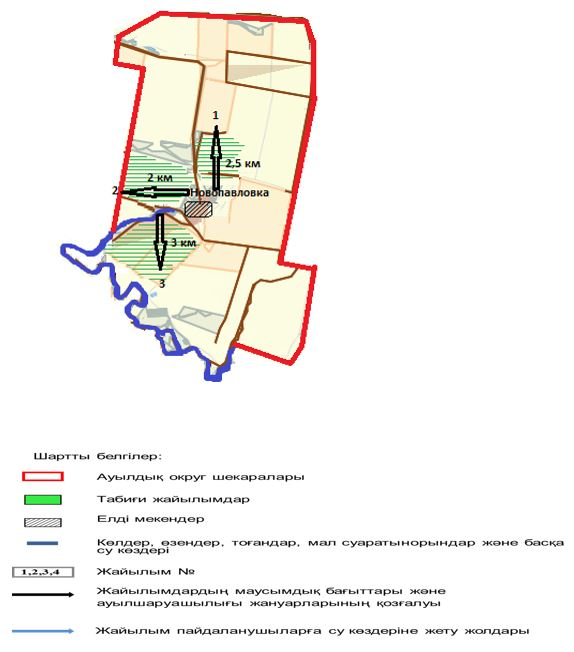 1
2,5 км
2 км
2
Новопавловка
3 км
3
Шартты белгілер:
Ауылдық округ шекаралары
Табиғи жайылымдар
Елді мекендер
Көлдер, өзендер, тоғандар, мал суаратынорындар және басқа
су көздері
1,2,3,4 Жайылым №
Жайылымдардың маусымдық бағыттары және
ауылшаруашылығы жануарларының қозғалуы
Жайылым пайдаланушыларға су көздеріне жету жолдары